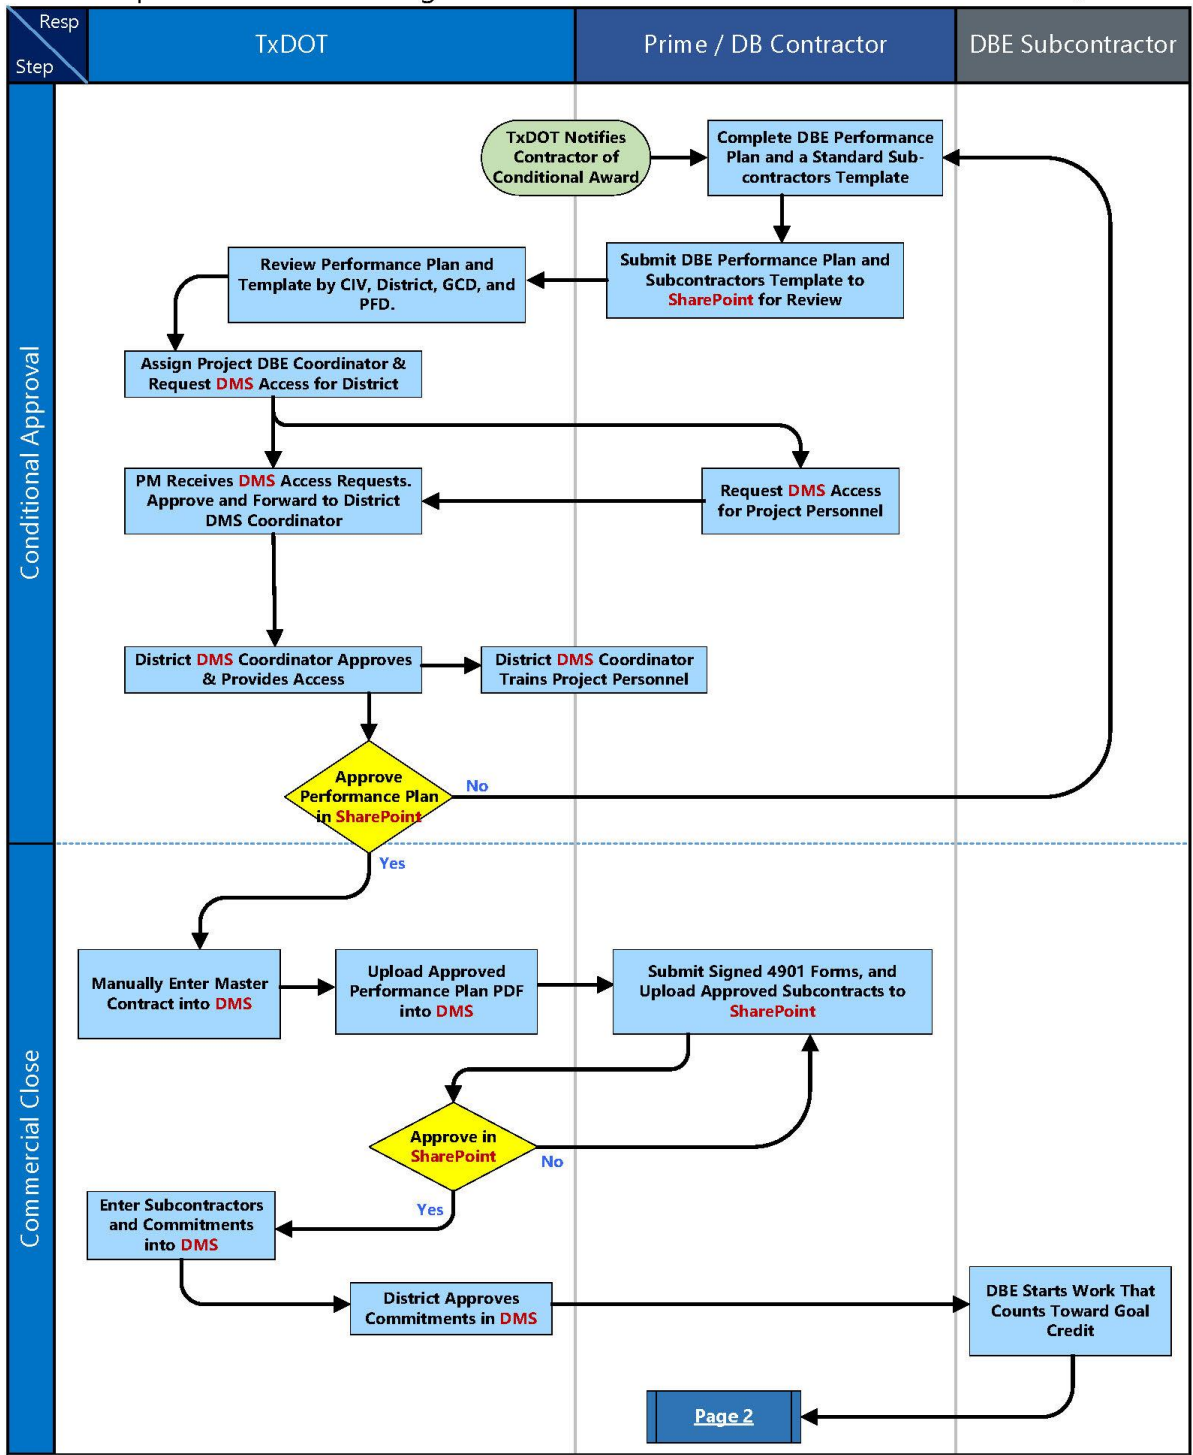 Resp
Step
TxDOT
Prime / DB Contractor
DBE Subcontractor
Conditional Approval
TxDOT Notifies
Contractor of
Conditional Award
Complete DBE Performance
Plan and a Standard Sub-
contractors Template
Submit DBE Performance Plan and
Subcontractors Template to
SharePoint for Review
Review Performance Plan and
Template by CIV, District, GCD, and
PFD.
Assign Project DBE Coordinator &
Request DMS Access for District
PM Receives DMS Access Requests.
Approve and Forward to District
DMS Coordinator
Request DMS Access
for Project Personnel
District DMS Coordinator Approves
& Provides Access
District DMS Coordinator
Trains Project Personnel
Approve
Performance Plan
in SharePoint
No
Yes
Commercial Close
Manually Enter Master
Contract into DMS
Upload Approved
Performance Plan PDF
into DMS
Submit Signed 4901 Forms, and
Upload Approved Subcontracts to
SharePoint
Approve in
SharePoint
No
Yes
Enter Subcontractors
and Commitments
into DMS
District Approves
Commitments in DMS
DBE Starts Work That
Counts Toward Goal
Credit
Page 2